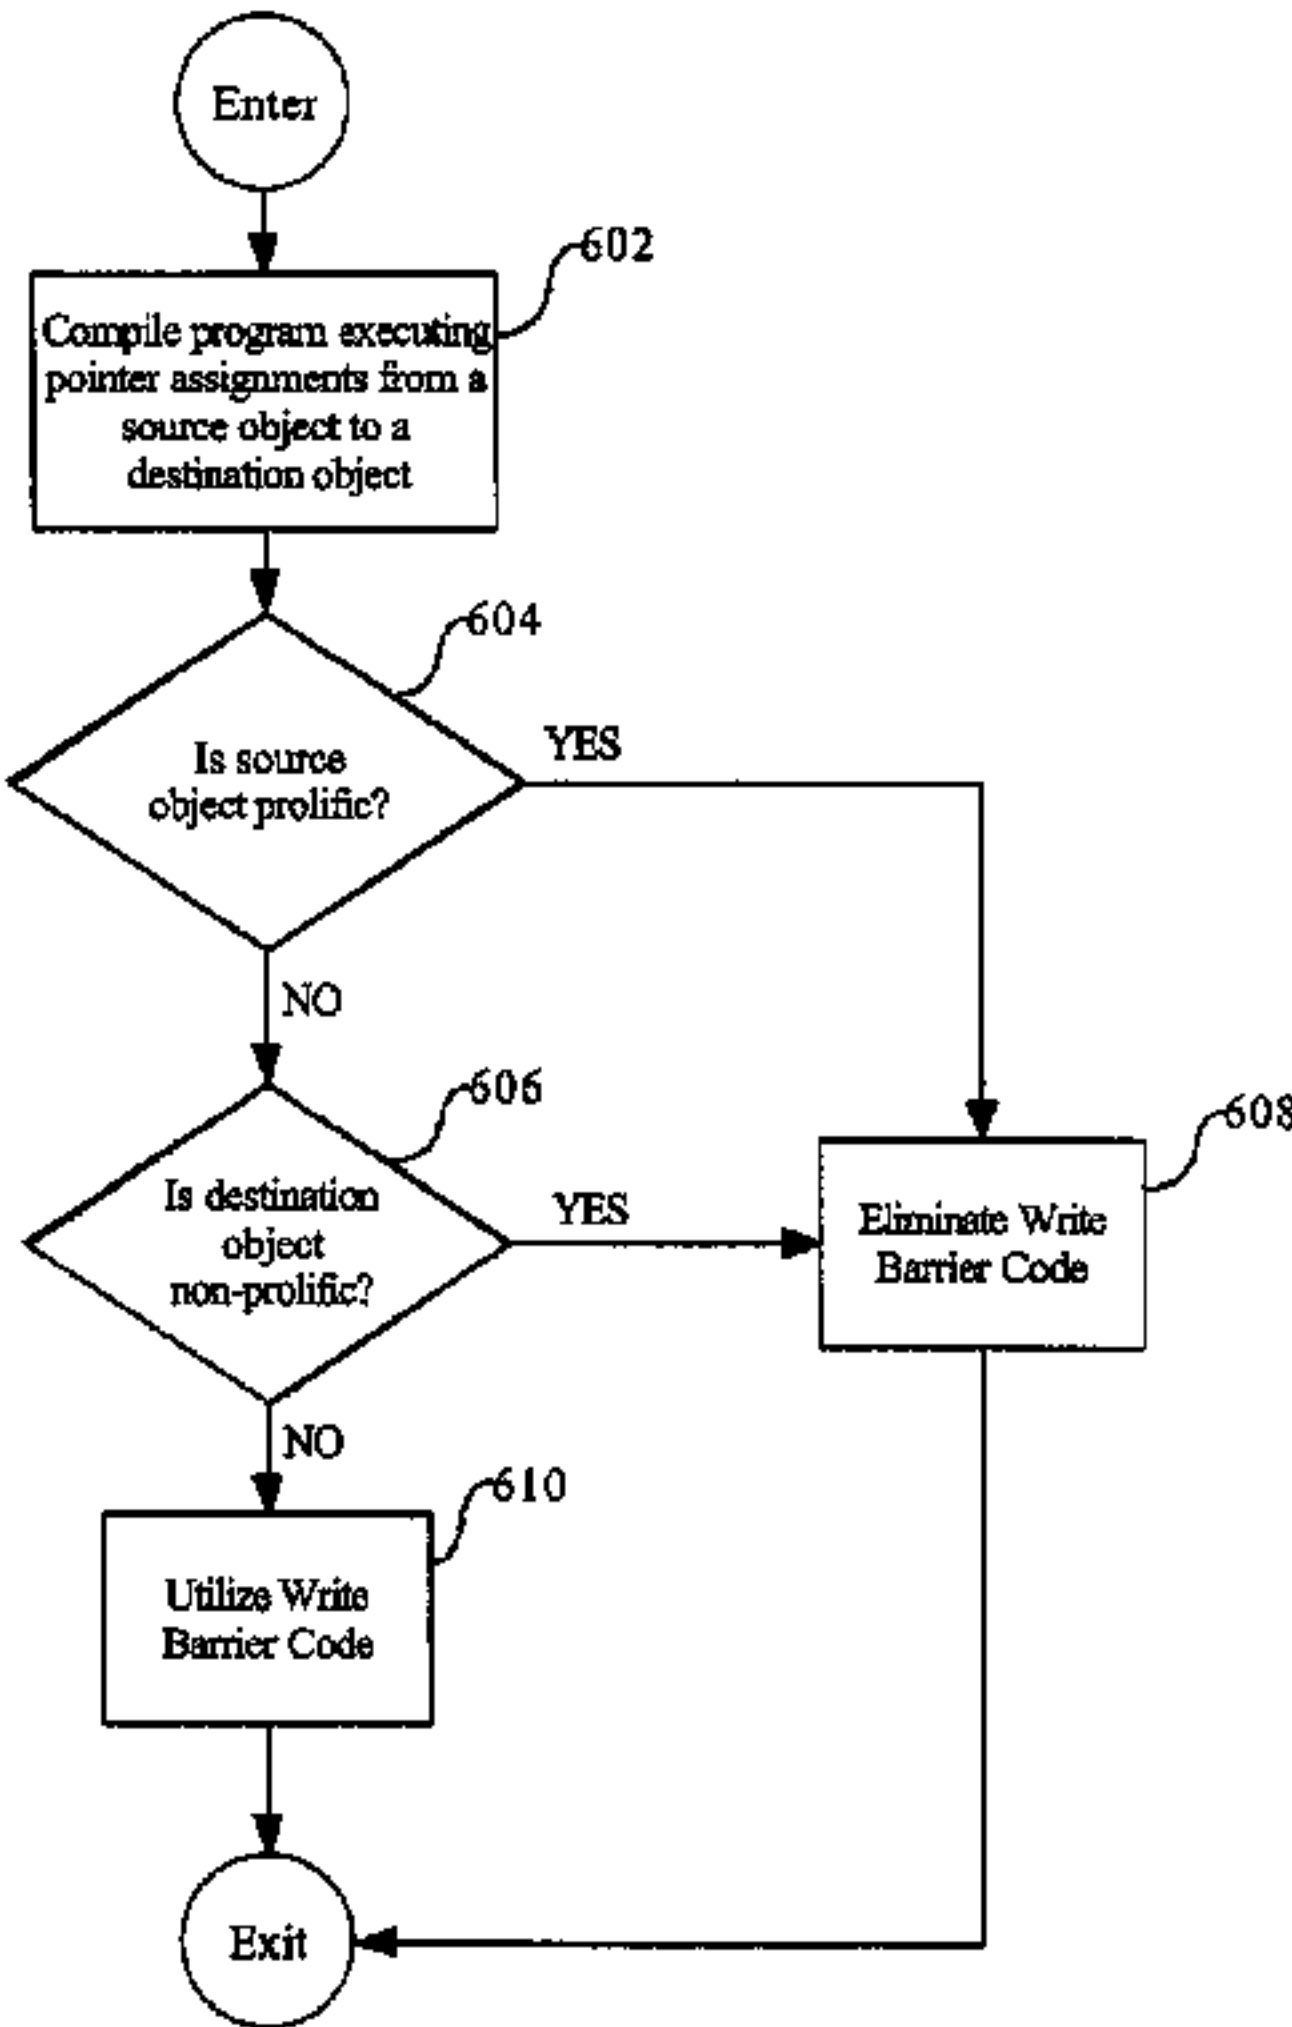 Enter
602
Compile program executing
pointer assignments from a
source object to a
destination object
604
Is source
object prolific?
YES
NO
606
Is destination
object
non-prolific?
YES
608
Eliminate Write
Barrier Code
NO
610
Utilize Write
Barrier Code
Exit